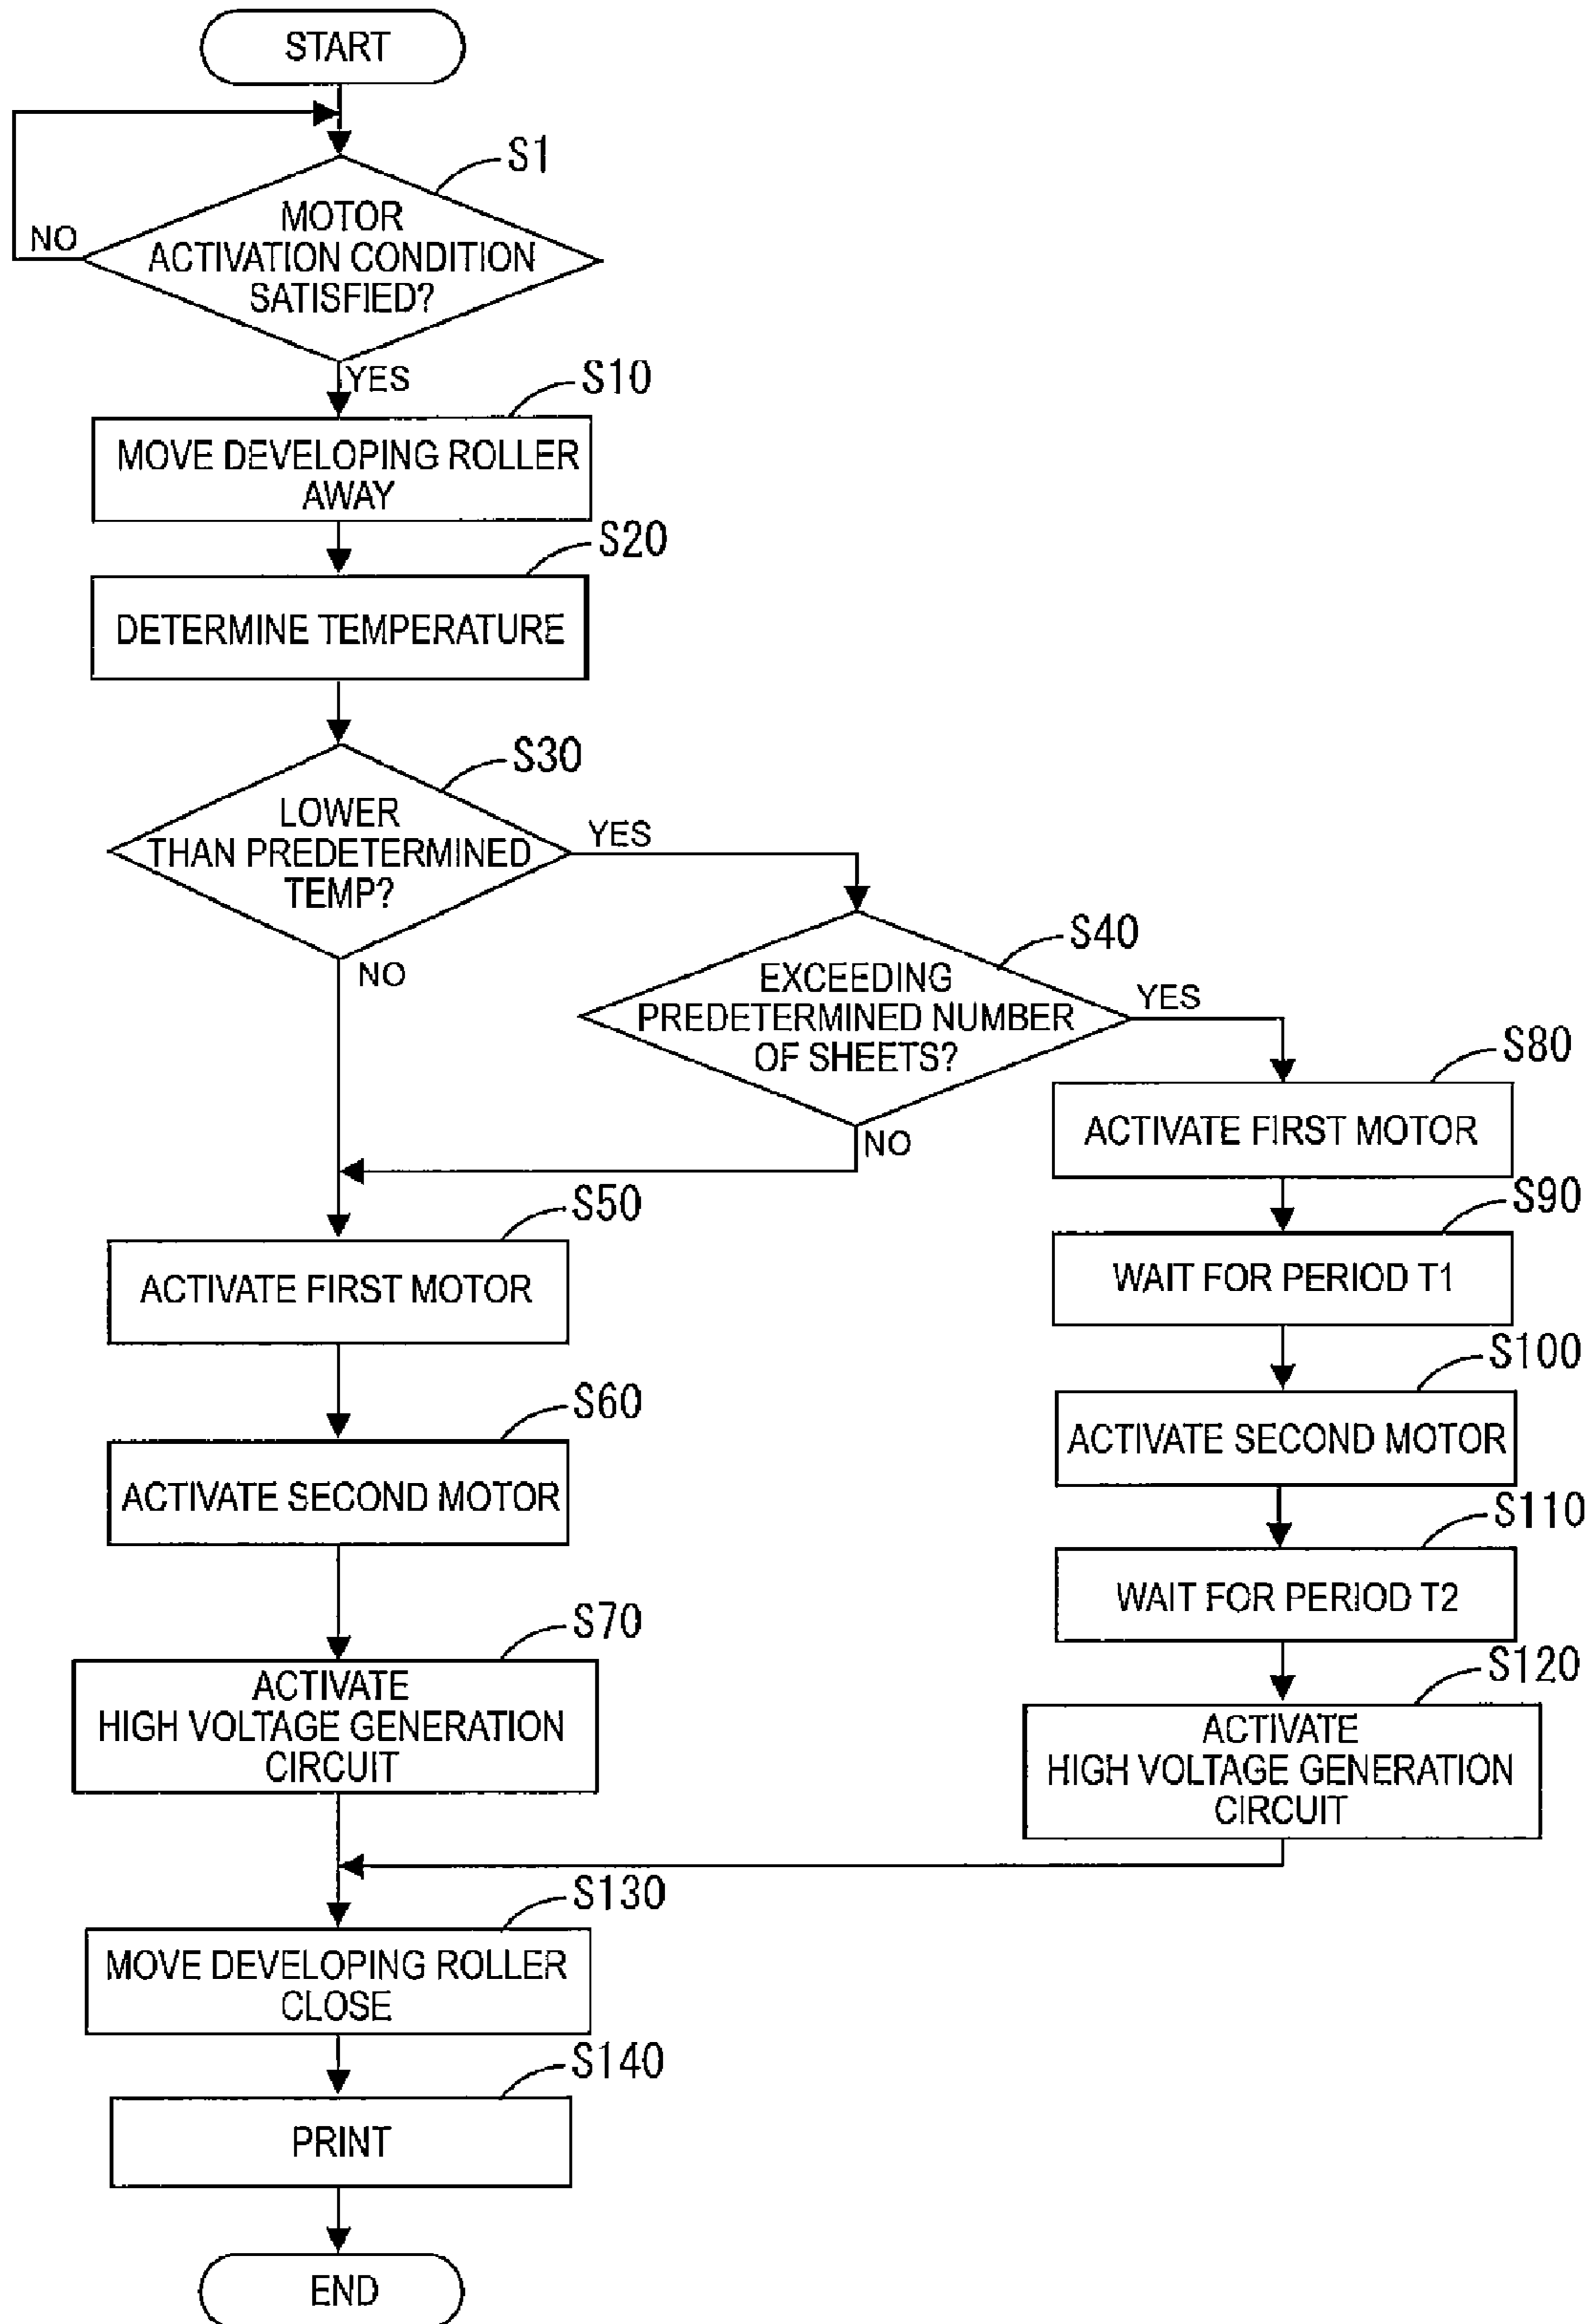 START
S1
MOTOR
ACTIVATION CONDITION
SATISFIED?
NO
YES
S10
MOVE DEVELOPING ROLLER
AWAY
S20
DETERMINE TEMPERATURE
S30
LOWER
THAN PREDETERMINED
TEMP?
YES
NO
S40
EXCEEDING
PREDETERMINED NUMBER
OF SHEETS?
YES
NO
S80
ACTIVATE FIRST MOTOR
S90
WAIT FOR PERIOD T1
S100
ACTIVATE SECOND MOTOR
S110
WAIT FOR PERIOD T2
S120
ACTIVATE
HIGH VOLTAGE GENERATION
CIRCUIT
S50
ACTIVATE FIRST MOTOR
S60
ACTIVATE SECOND MOTOR
S70
ACTIVATE
HIGH VOLTAGE GENERATION
CIRCUIT
S130
MOVE DEVELOPING ROLLER
CLOSE
S140
PRINT
END